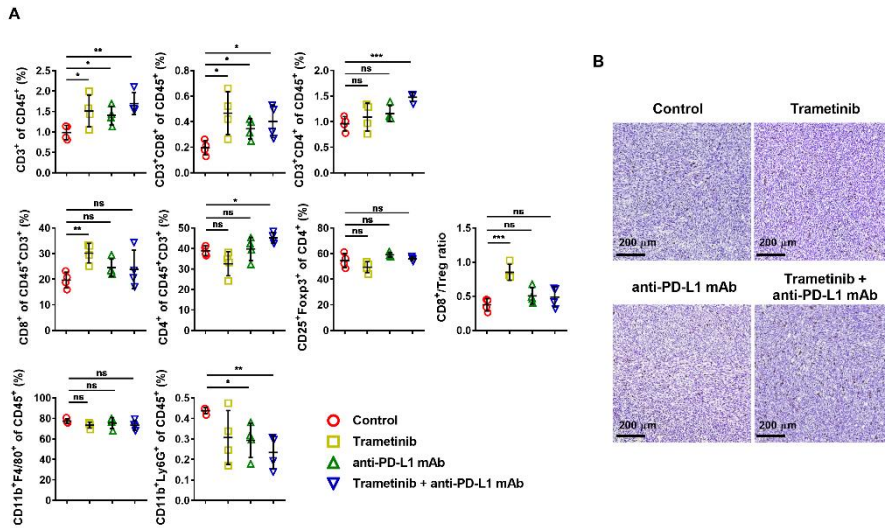 A
CD3⁺ of CD45⁺ (%)
2.5
2.0
1.5
1.0
0.5
0.0
**
*
*
CD3⁺CD8⁺ of CD45⁺ (%)
0.8
0.6
0.4
0.2
0.0
*
*
*
CD3⁺CD4⁺ of CD45⁺ (%)
2.0
1.5
1.0
0.5
0.0
***
ns
ns
CD8⁺ of CD45⁺CD3⁺ (%)
60
40
20
0
ns
ns
**
CD4⁺ of CD45⁺CD3⁺ (%)
60
50
40
30
20
10
0
*
ns
ns
CD25⁺Foxp3⁺ of CD4⁺ (%)
100
80
60
40
20
0
ns
ns
ns
CD8⁺/Treg ratio
1.5
1.0
0.5
0.0
ns
ns
***
CD11b⁺F4/80⁺ of CD45⁺ (%)
100
80
60
40
20
0
ns
ns
ns
CD11b⁺Ly6G⁺ of CD45⁺ (%)
0.5
0.4
0.3
0.2
0.1
0.0
**
*
Control
Trametinib
anti-PD-L1 mAb
Trametinib + anti-PD-L1 mAb
B
Control
Trametinib
200 µm
200 µm
anti-PD-L1 mAb
Trametinib +
anti-PD-L1 mAb
200 µm
200 µm